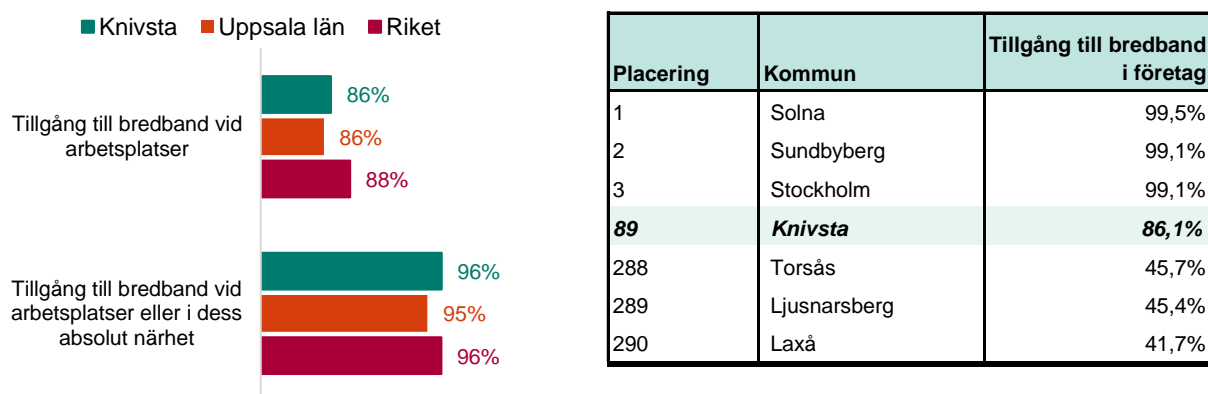 Knivsta Uppsala län Riket
Tillgång till bredband vid
arbetsplatser
86%
86%
88%
Tillgång till bredband vid
arbetsplatser eller i dess
absolut närhet
96%
95%
96%
Placering Kommun Tillgång till bredband
i företag
1 Solna 99,5%
2 Sundbyberg 99,1%
3 Stockholm 99,1%
89 Knivsta 86,1%
288 Torsås 45,7%
289 Ljusnarsberg 45,4%
290 Laxå 41,7%